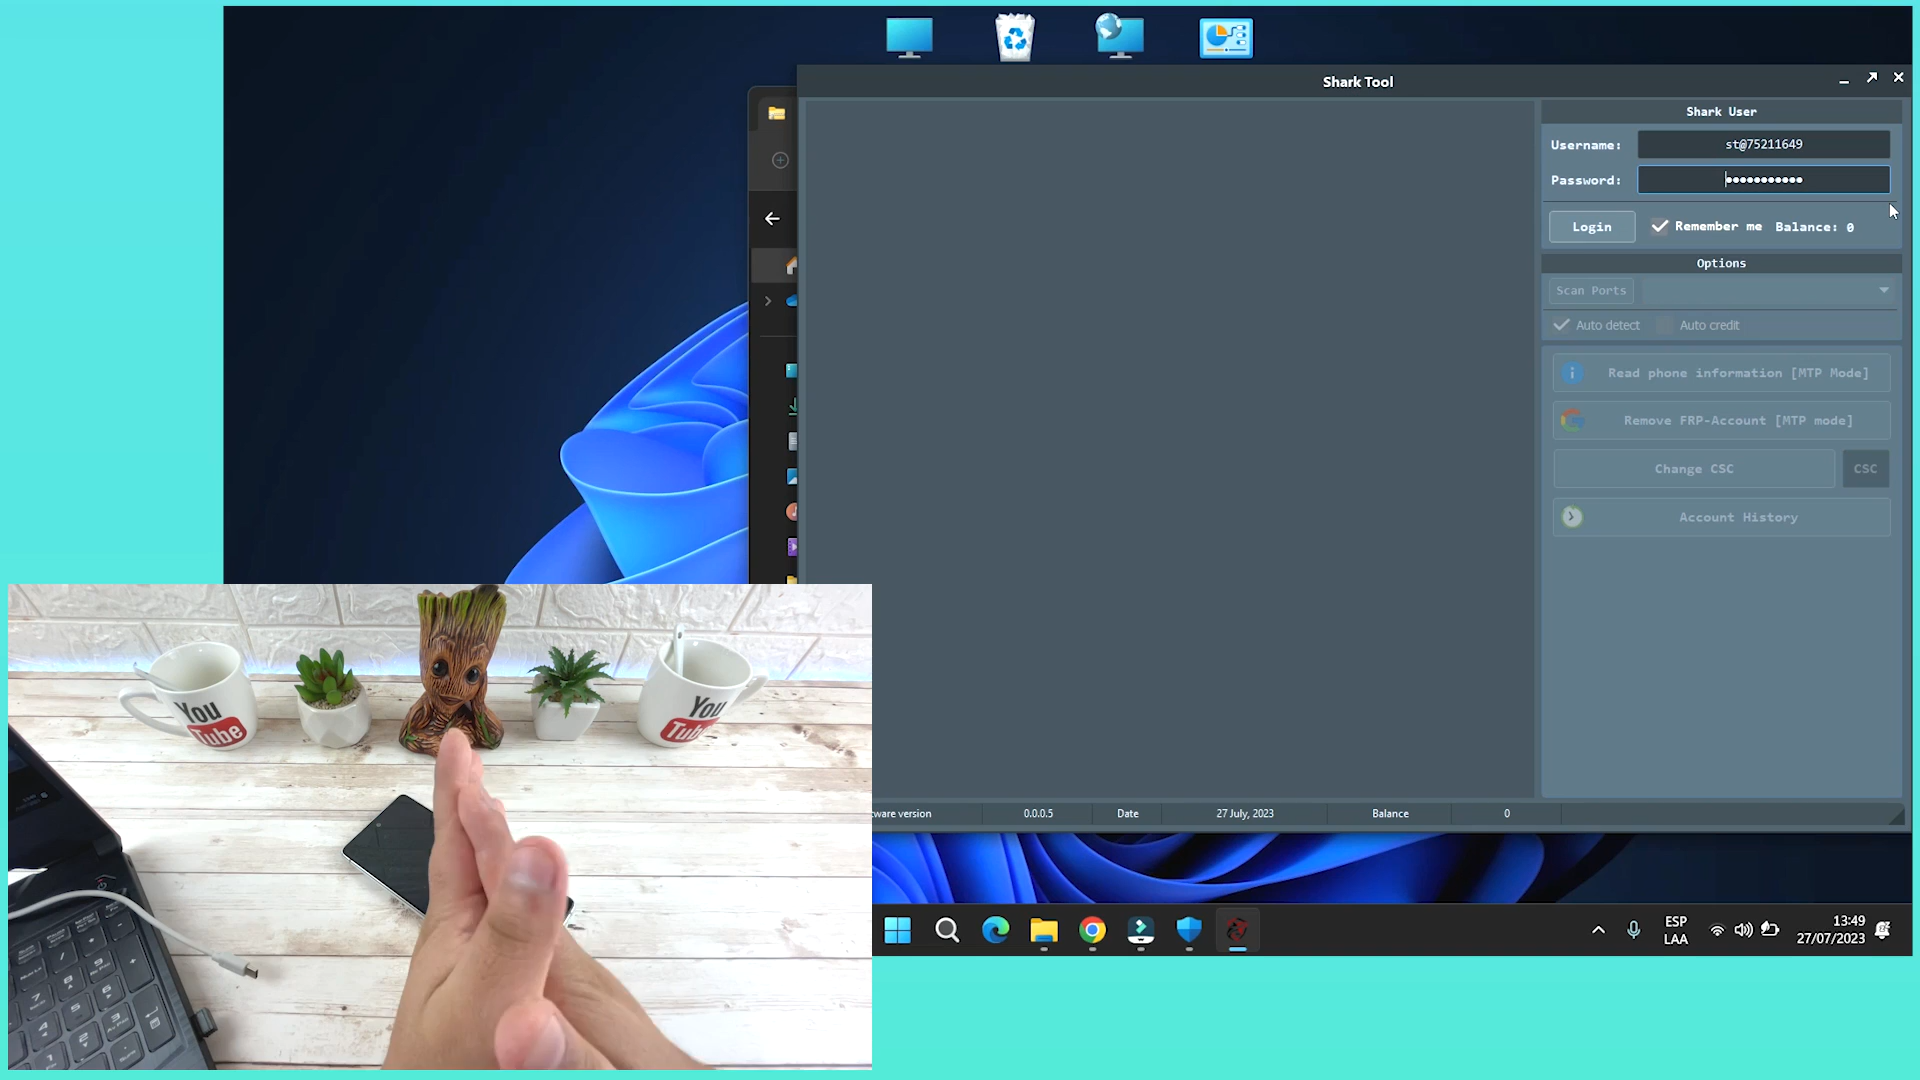 Shark Tool
Shark User
Username: st@75211649
Password: •••••••••••
Login Remember me Balance: 0
Options
Scan Ports
Auto detect Auto credit
Read phone information [MTP Mode]
Remove FRP-Account [MTP mode]
Change CSC CSC
Account History
tware version 0.0.0.5 Date 27 July, 2023 Balance 0
ESP
LAA
13:49
27/07/2023
You
Tube
You
Tube